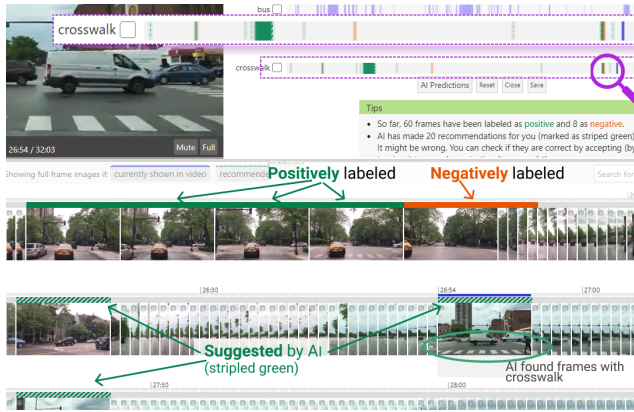 bus
crosswalk
crosswalk
AI Predictions Reset Close Save
Tips
• So far, 60 frames have been labeled as positive and 8 as negative.
• AI has made 20 recommendations for you (marked as striped green)
It might be wrong. You can check if they are correct by accepting (by
26:54 / 32:03
Mute Full
Showing full frame images if: currently shown in video recommende
Positively labeled
Negatively labeled
Search for
26:30
26:54
27:00
Suggested by AI
(stripled green)
AI found frames with
crosswalk
27:30
28:00